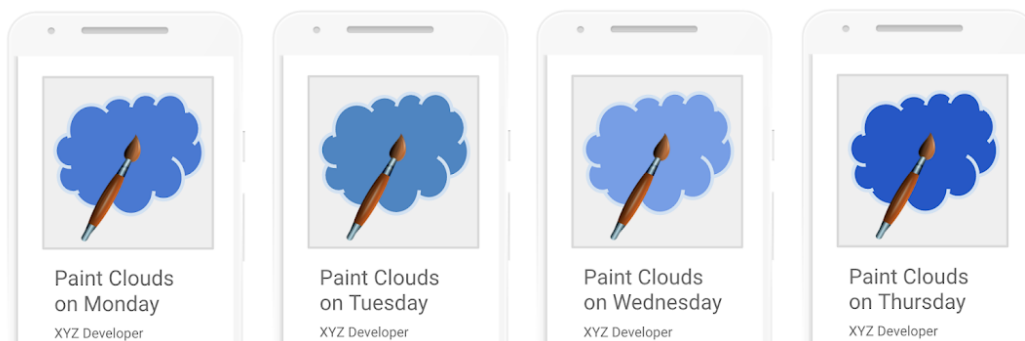 Paint Clouds
on Monday
XYZ Developer
Paint Clouds
on Tuesday
XYZ Developer
Paint Clouds
on Wednesday
XYZ Developer
Paint Clouds
on Thursday
XYZ Developer